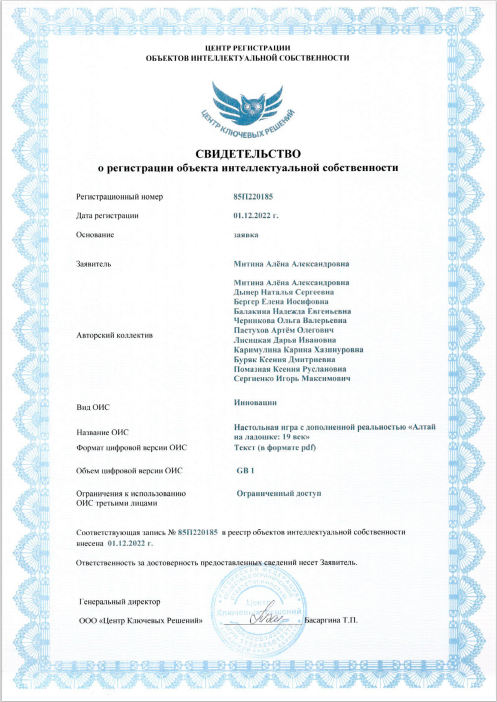 ЦЕНТР РЕГИСТРАЦИИ
ОБЪЕКТОВ ИНТЕЛЛЕКТУАЛЬНОЙ СОБСТВЕННОСТИ
ЦЕНТР КЛЮЧЕВЫХ РЕШЕНИЙ
СВИДЕТЕЛЬСТВО
о регистрации объекта интеллектуальной собственности
Регистрационный номер 85П220185
Дата регистрации 01.12.2022 г.
Основание заявка
Заявитель Митина Алёна Александровна
Митина Алёна Александровна
Дынер Наталья Сергеевна
Бергер Елена Иосифовна
Балакина Надежда Евгеньевна
Черникова Ольга Валерьевна
Пастухов Артём Олегович
Авторский коллектив
Лисицкая Дарья Ивановна
Каримулина Карина Хазинуровна
Буряк Ксения Дмитриевна
Помазная Ксения Руслановна
Сергиенко Игорь Максимович
Вид ОИС Инновации
Название ОИС Настольная игра с дополненной реальностью «Алтай
на ладошке: 19 век»
Формат цифровой версии ОИС Текст (в формате pdf)
Объем цифровой версии ОИС GB 1
Ограничения к использованию Ограниченный доступ
ОИС третьими лицами
Соответствующая запись № 85П220185 в реестр объектов интеллектуальной собственности
внесена 01.12.2022 г.
Ответственность за достоверность предоставленных сведений несет Заявитель.
Генеральный директор
ООО «Центр Ключевых Решений» Басаргина Т.П.
Центр
Ключевых Решений